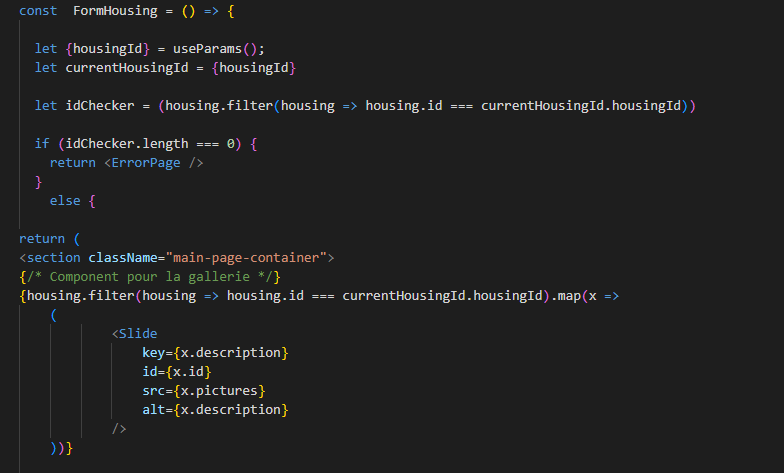 const  FormHousing = () => {
let {housingId} = useParams();
let currentHousingId = {housingId}
let idChecker = (housing.filter(housing => housing.id === currentHousingId.housingId))
if (idChecker.length === 0) {
return <ErrorPage />
}
else {
return (
<section className="main-page-container">
{/* Component pour la gallerie */}
{housing.filter(housing => housing.id === currentHousingId.housingId).map(x =>
(
<Slide
key={x.description}
id={x.id}
src={x.pictures}
alt={x.description}
/>
))}